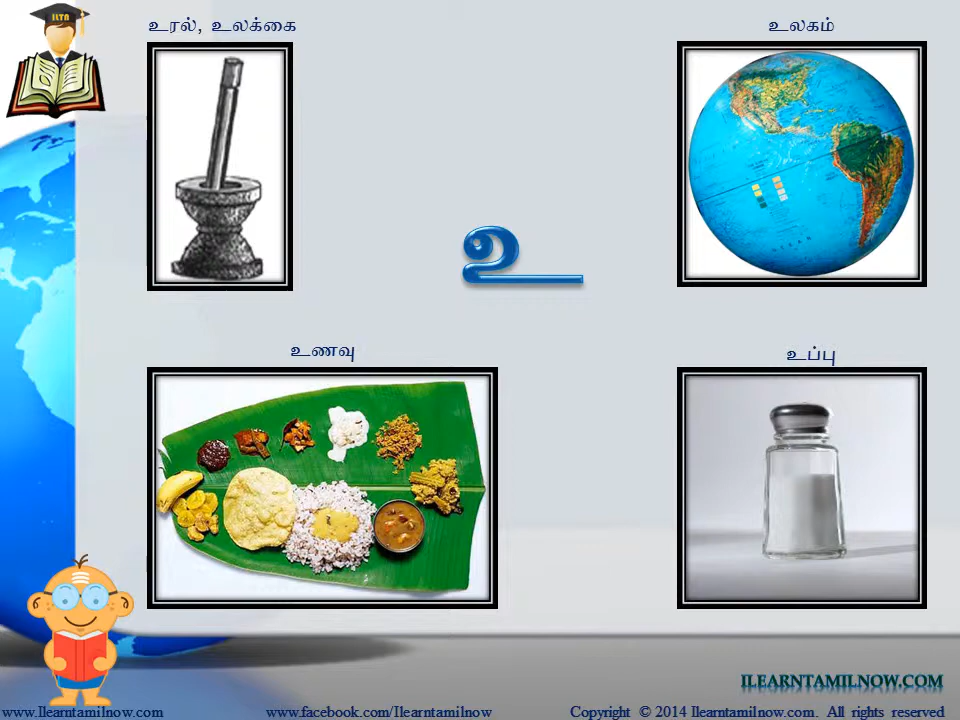 ILTN
உரல், உலக்கை
உலகம்
உ
உணவு
உப்பு
ILEARNTAMILNOW.COM
www.Ilearntamilnow.com www.facebook.com/Ilearntamilnow Copyright © 2014 Ilearntamilnow.com. All rights reserved